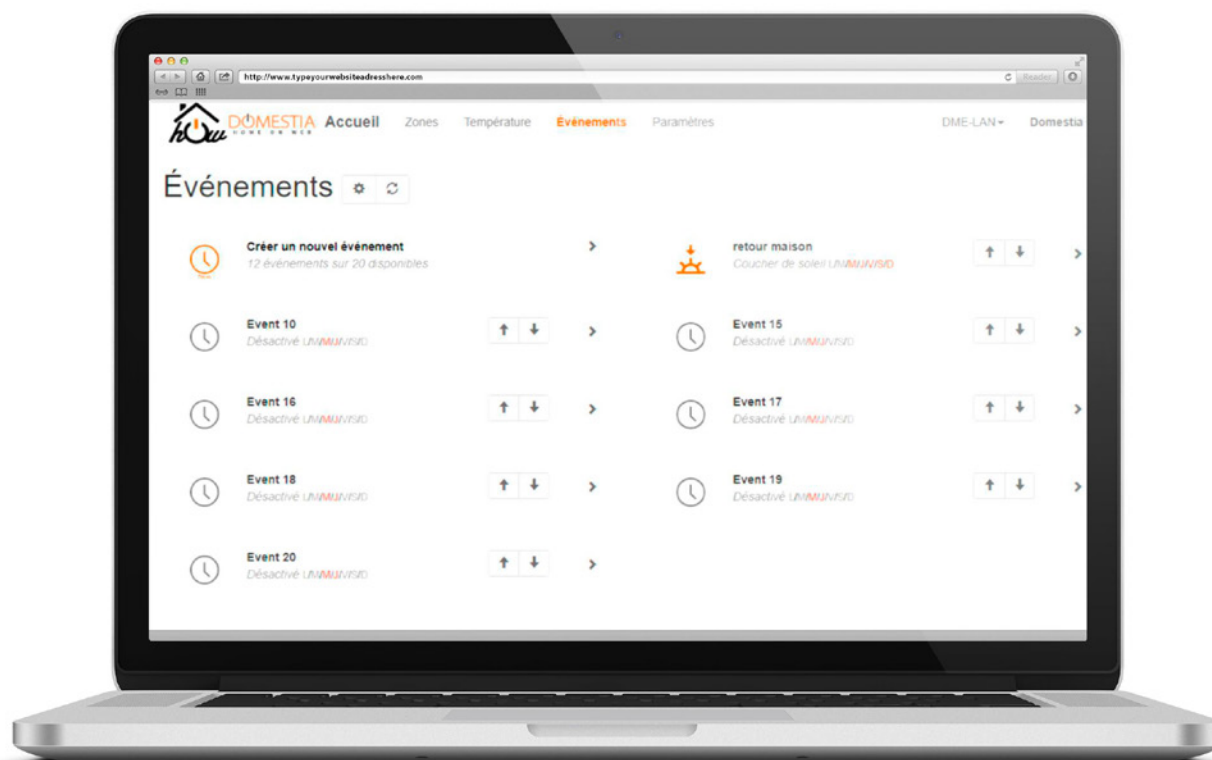 http://www.typeyourwebsiteadresshere.com
Reader
hOw DOMESTIA
HOME ON WEB
Accueil Zones Température Événements Paramètres DME-LAN Domestia
Événements
Créer un nouvel événement
12 événements sur 20 disponibles
retour maison
Coucher de soleil L/M/M/J/V/S/D
Event 10
Désactivé L/M/M/J/V/S/D
Event 15
Désactivé L/M/M/J/V/S/D
Event 16
Désactivé L/M/M/J/V/S/D
Event 17
Désactivé L/M/M/J/V/S/D
Event 18
Désactivé L/M/M/J/V/S/D
Event 19
Désactivé L/M/M/J/V/S/D
Event 20
Désactivé L/M/M/J/V/S/D